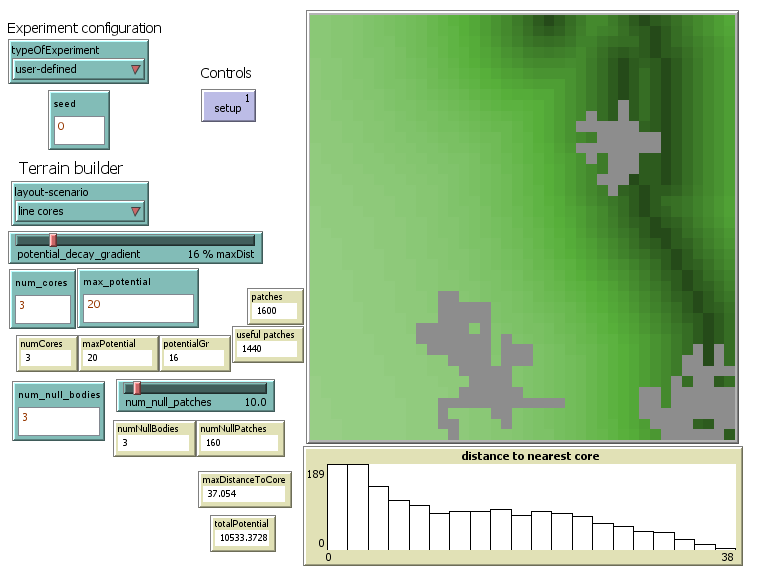 Experiment configuration
typeOfExperiment
user-defined
seed
0
Controls
1
setup
Terrain builder
layout-scenario
line cores
potential_decay_gradient 16 % maxDist
num_cores
3
max_potential
20
patches
1600
useful patches
1440
numCores
3
maxPotential
20
potentialGr
16
num_null_bodies
3
num_null_patches 10.0
numNullBodies
3
numNullPatches
160
maxDistanceToCore
37.054
totalPotential
10533.3728
distance to nearest core
189
0
0 38